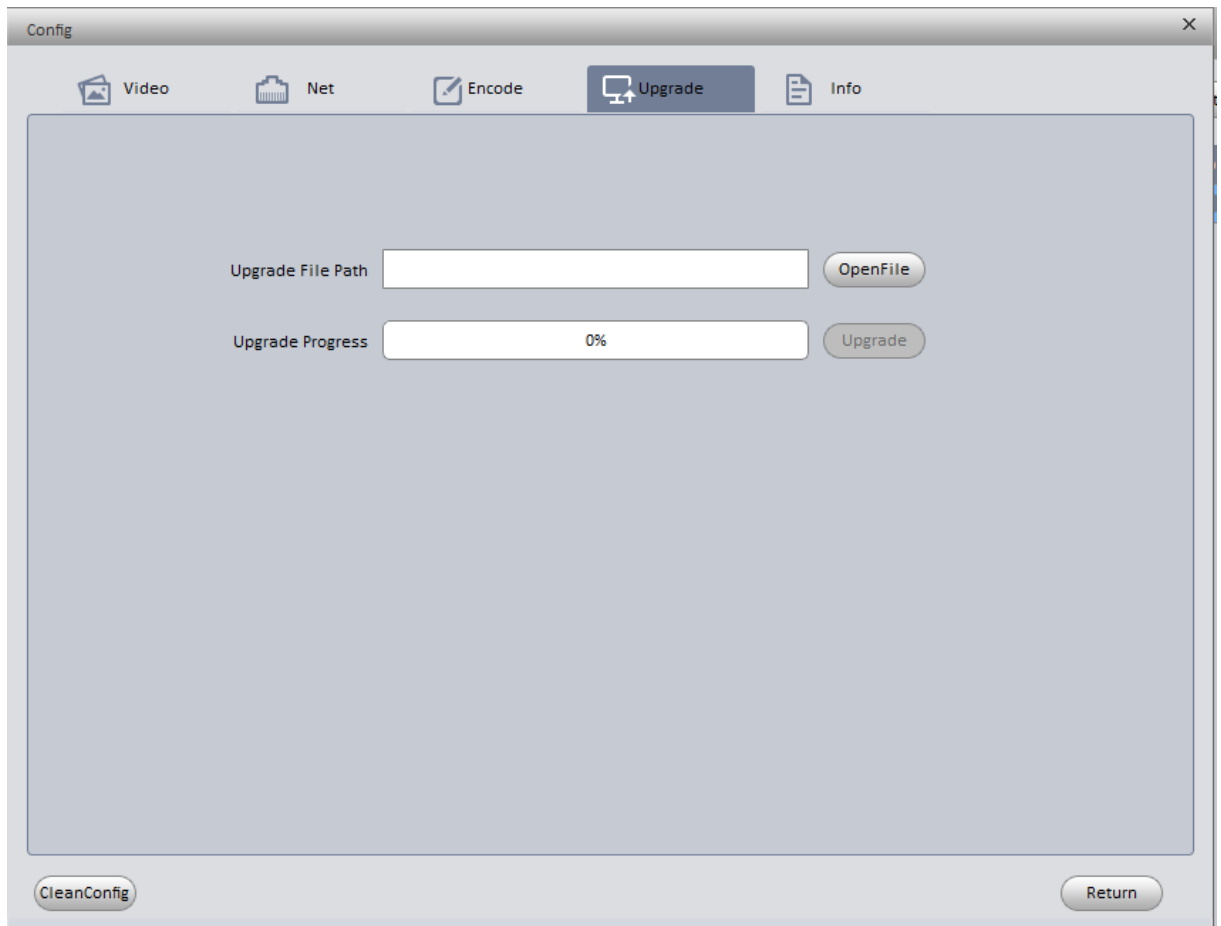 Config
Video Net Encode Upgrade Info
Upgrade File Path OpenFile
Upgrade Progress 0% Upgrade
CleanConfig Return